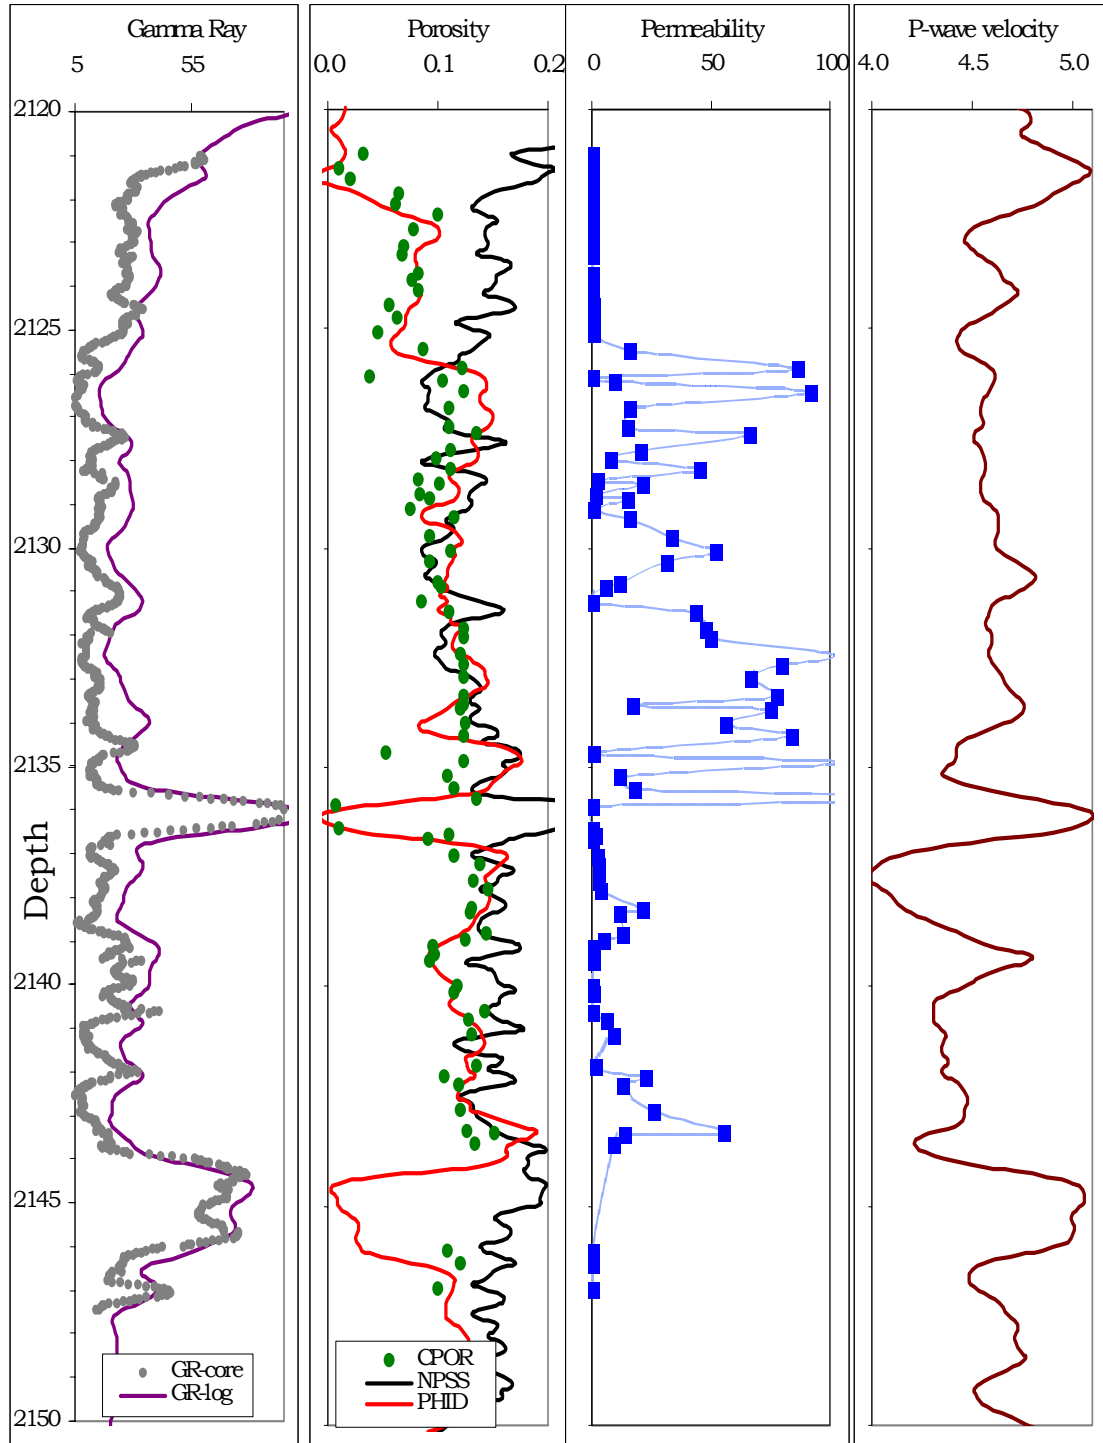 Gamma Ray Porosity Permeability P-wave velocity
5 55 0.0 0.1 0.2 0 50 100 4.0 4.5 5.0
2120
2125
2130
2135
Depth
2140
2145
2150
GR-core
GR-log
CPOR
NPSS
PHID